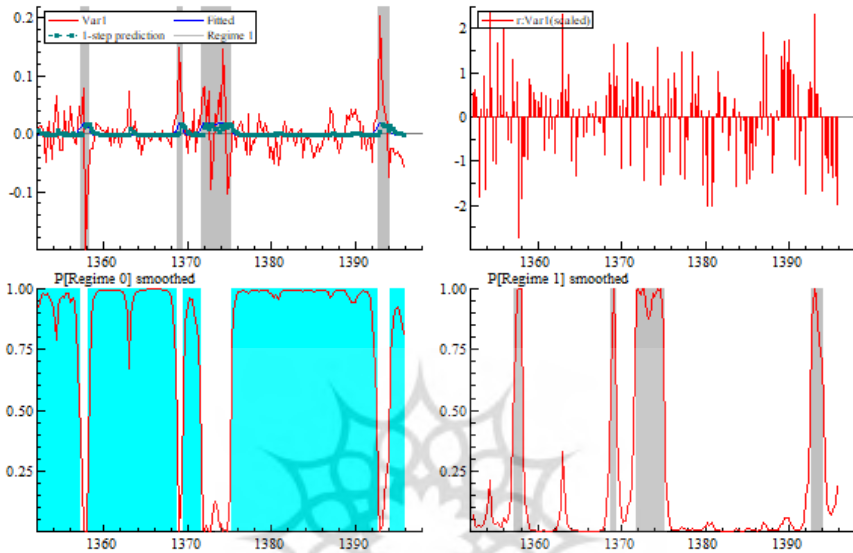 Var1 Fitted
1-step prediction Regime 1
r:Var1(scaled)
0.2
0.1
0.0
-0.1
1360 1370 1380 1390
2
1
0
-1
-2
1360 1370 1380 1390
P[Regime 0] smoothed
1.00
0.75
0.50
0.25
1360 1370 1380 1390
P[Regime 1] smoothed
1.00
0.75
0.50
0.25
1360 1370 1380 1390